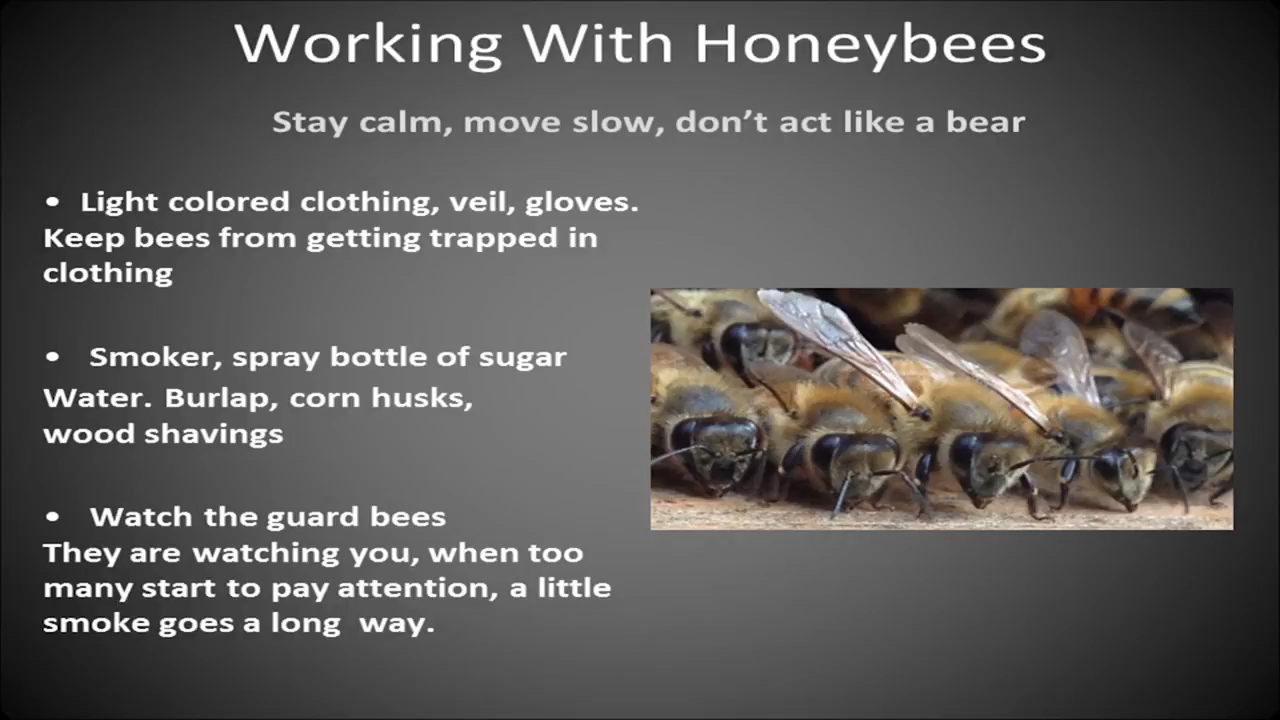 Working With Honeybees
Stay calm, move slow, don’t act like a bear
• Light colored clothing, veil, gloves.
Keep bees from getting trapped in
clothing
• Smoker, spray bottle of sugar
Water. Burlap, corn husks,
wood shavings
• Watch the guard bees
They are watching you, when too
many start to pay attention, a little
smoke goes a long way.